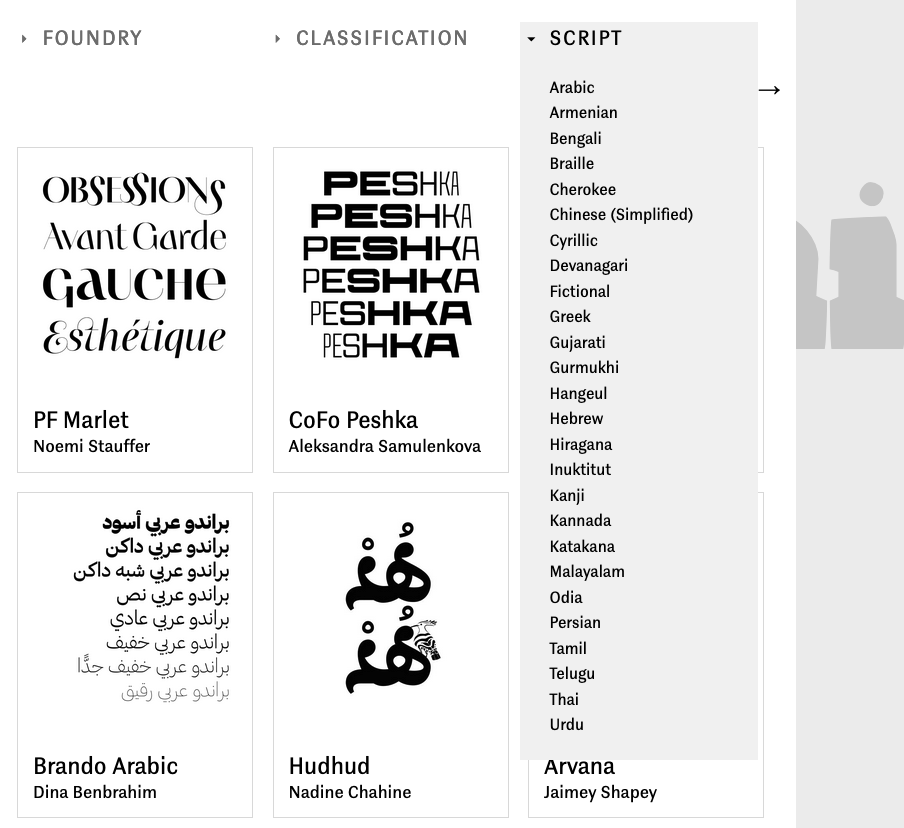 FOUNDRY
CLASSIFICATION
SCRIPT
Arabic
Armenian
Bengali
Braille
Cherokee
Chinese (Simplified)
Cyrillic
Devanagari
Fictional
Greek
Gujarati
Gurmukhi
Hangeul
Hebrew
Hiragana
Inuktitut
Kanji
Kannada
Katakana
Malayalam
Odia
Persian
Tamil
Telugu
Thai
Urdu
→
OBSESSIONS
Avant Garde
GAUCHE
Esthétique
PF Marlet
Noemi Stauffer
PESHKA
PESHKA
PESHKA
PESHKA
PESHKA
PESHKA
CoFo Peshka
Aleksandra Samulenkova
براندو عربي أسود
براندو عربي داكن
براندو عربي شبه داكن
براندو عربي نص
براندو عربي عادي
براندو عربي خفيف
براندو عربي خفيف جدًّا
براندو عربي رقيق
Brando Arabic
Dina Benbrahim
Hudhud
Nadine Chahine
Arvana
Jaimey Shapey